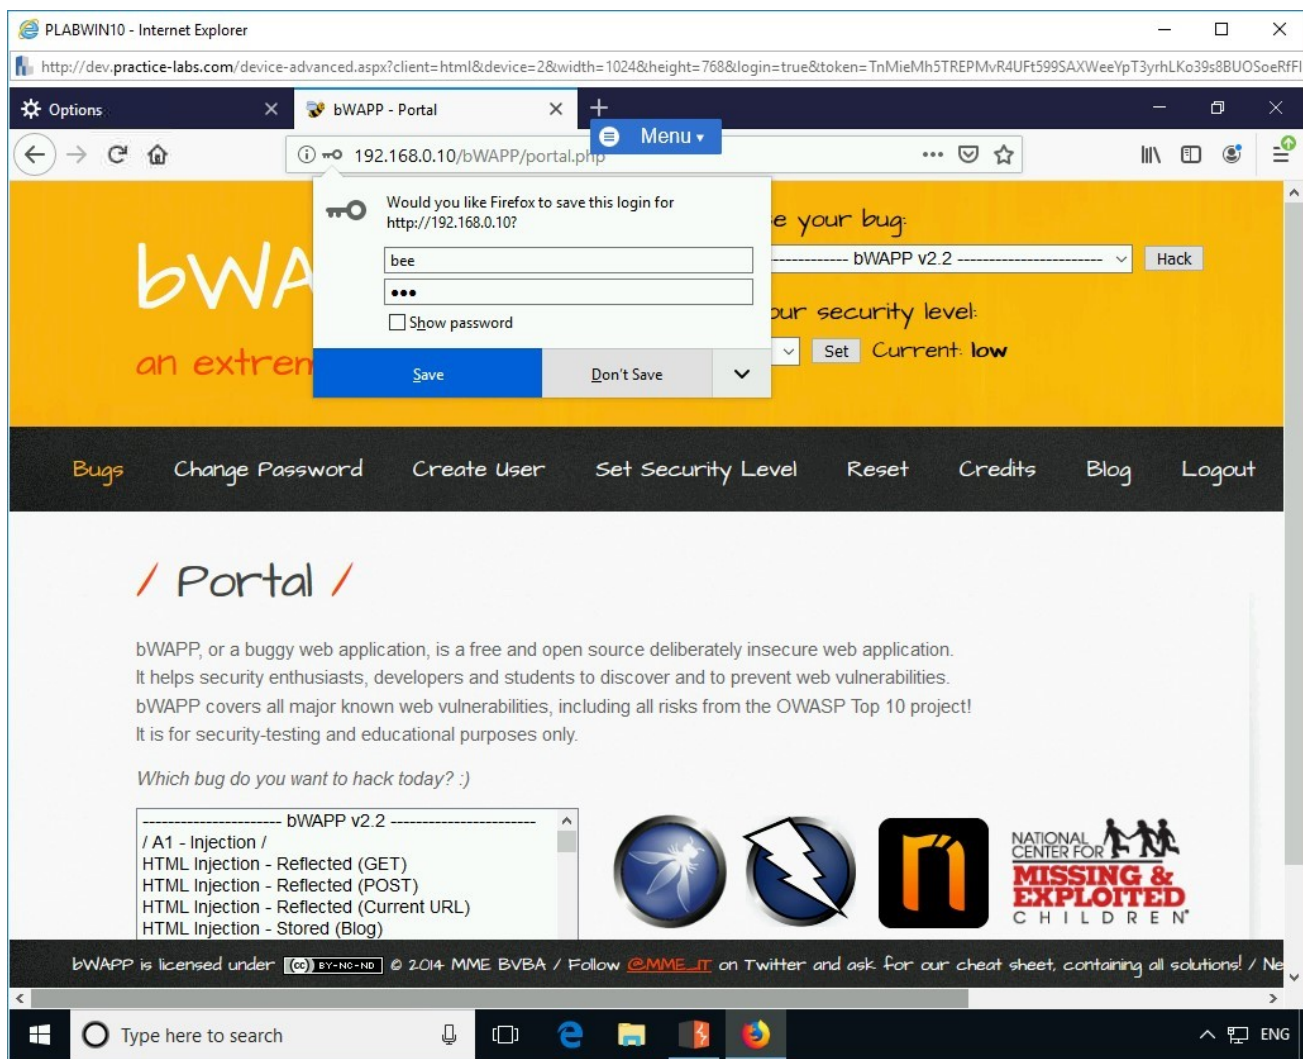 PLABWIN10 - Internet Explorer
http://dev.practice-labs.com/device-advanced.aspx?client=html&device=2&width=1024&height=768&login=true&token=TnMieMh5TREPMvR4UFt599SAXWeeYpT3yrhLKo39s8BUOSoeRfFI
Options
bWAPP - Portal
Menu
192.168.0.10/bWAPP/portal.php
Would you like Firefox to save this login for
http://192.168.0.10?
bee
Show password
Save
Don't Save
bWA
an extrem
e your bug:
------------ bWAPP v2.2 -----------------------
Hack
our security level:
Set
Current: low
Bugs
Change Password
Create User
Set Security Level
Reset
Credits
Blog
Logout
/ Portal /
bWAPP, or a buggy web application, is a free and open source deliberately insecure web application.
It helps security enthusiasts, developers and students to discover and to prevent web vulnerabilities.
bWAPP covers all major known web vulnerabilities, including all risks from the OWASP Top 10 project!
It is for security-testing and educational purposes only.
Which bug do you want to hack today? :)
---------------------- bWAPP v2.2 -----------------------
/ A1 - Injection /
HTML Injection - Reflected (GET)
HTML Injection - Reflected (POST)
HTML Injection - Reflected (Current URL)
HTML Injection - Stored (Blog)
NATIONAL
CENTER FOR
MISSING &
EXPLOITED
CHILDREN
bWAPP is licensed under (cc) BY-NC-ND © 2014 MME BVBA / Follow @MME_IT on Twitter and ask for our cheat sheet, containing all solutions! / Ne
Type here to search
ENG